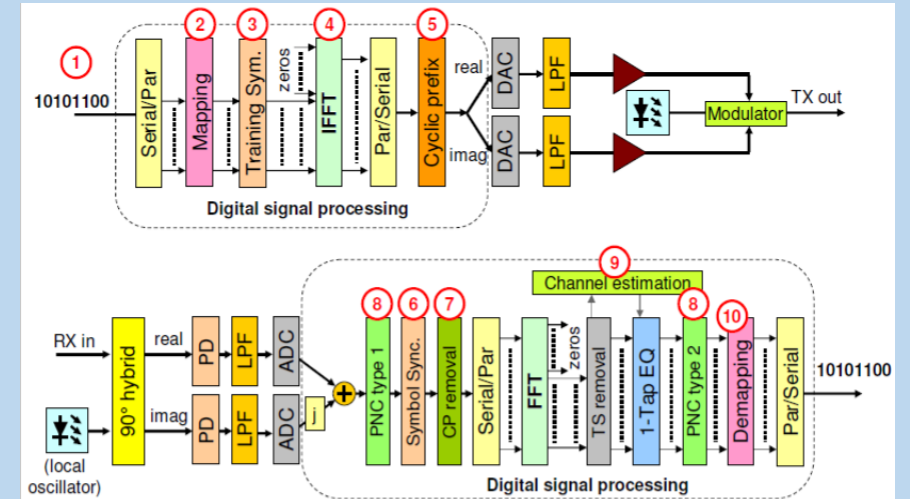 1
2
3
4
5
10101100
Serial/Par
Mapping
Training Sym.
zeros
IFFT
Par/Serial
Cyclic prefix
real
imag
DAC
LPF
DAC
LPF
Modulator
TX out
Digital signal processing
9
Channel estimation
8
6
7
8
10
RX in
90° hybrid
real
imag
PD
LPF
ADC
PD
LPF
ADC
j
+
PNC type 1
Symbol Sync.
CP removal
Serial/Par
FFT
zeros
TS removal
1-Tap EQ
PNC type 2
Demapping
Par/Serial
10101100
(local
oscillator)
Digital signal processing